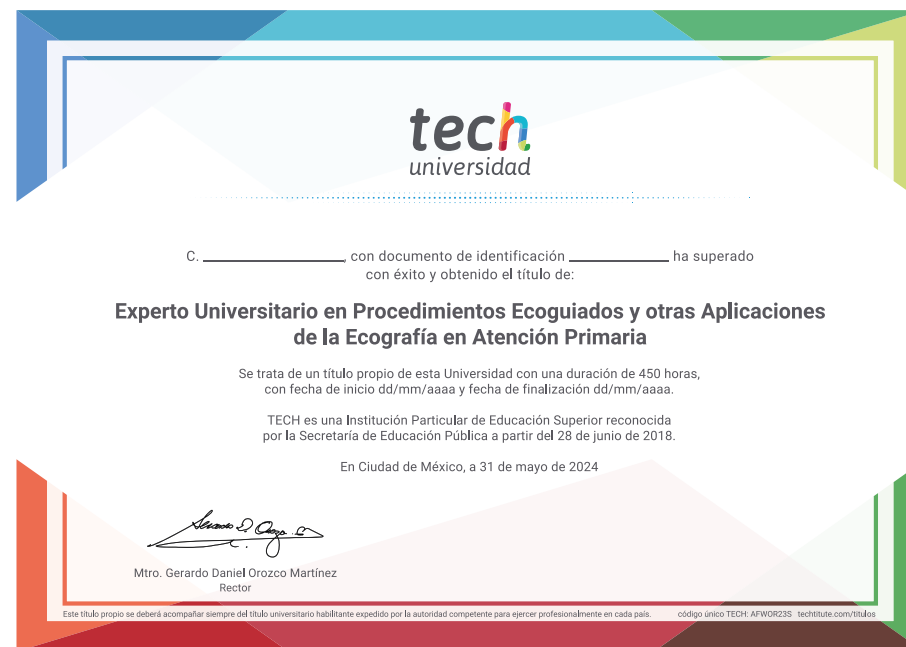 tech
universidad
C. ____________, con documento de identificación ____________ ha superado
con éxito y obtenido el título de:
Experto Universitario en Procedimientos Ecoguiados y otras Aplicaciones
de la Ecografía en Atención Primaria
Se trata de un título propio de esta Universidad con una duración de 450 horas,
con fecha de inicio dd/mm/aaaa y fecha de finalización dd/mm/aaaa.
TECH es una Institución Particular de Educación Superior reconocida
por la Secretaría de Educación Pública a partir del 28 de junio de 2018.
En Ciudad de México, a 31 de mayo de 2024
Mtro. Gerardo Daniel Orozco Martínez
Rector
Este título propio se deberá acompañar siempre del título universitario habilitante expedido por la autoridad competente para ejercer profesionalmente en cada país. código único TECH: AFWOR23S techtitute.com/titulos